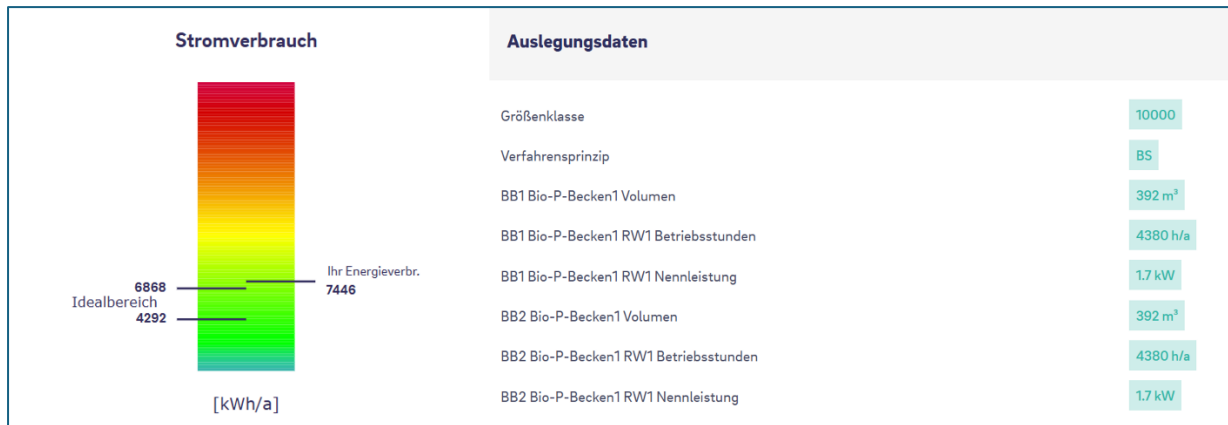 Stromverbrauch
Ihr Energieverbr.
7446
6868
Idealbereich
4292
[kWh/a]
Auslegungsdaten
Größenklasse 10000
Verfahrensprinzip BS
BB1 Bio-P-Becken1 Volumen 392 m³
BB1 Bio-P-Becken1 RW1 Betriebsstunden 4380 h/a
BB1 Bio-P-Becken1 RW1 Nennleistung 1.7 kW
BB2 Bio-P-Becken1 Volumen 392 m³
BB2 Bio-P-Becken1 RW1 Betriebsstunden 4380 h/a
BB2 Bio-P-Becken1 RW1 Nennleistung 1.7 kW